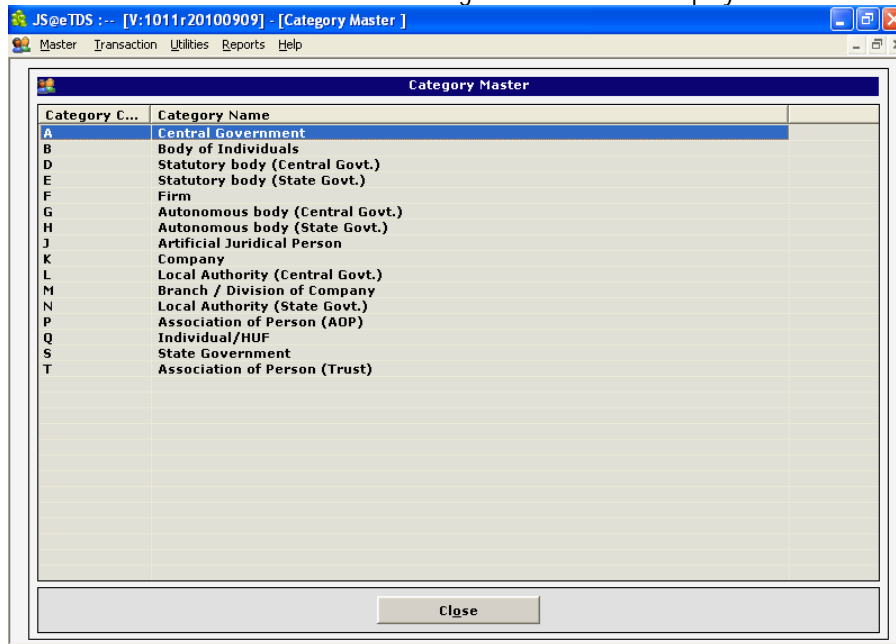 JS@eTDS :-- [V:1011r20100909] - [Category Master ]
Master Transaction Utilities Reports Help
Category Master
Category C... Category Name
A Central Government
B Body of Individuals
D Statutory body (Central Govt.)
E Statutory body (State Govt.)
F Firm
G Autonomous body (Central Govt.)
H Autonomous body (State Govt.)
J Artificial Juridical Person
K Company
L Local Authority (Central Govt.)
M Branch / Division of Company
N Local Authority (State Govt.)
P Association of Person (AOP)
Q Individual/HUF
S State Government
T Association of Person (Trust)
Close